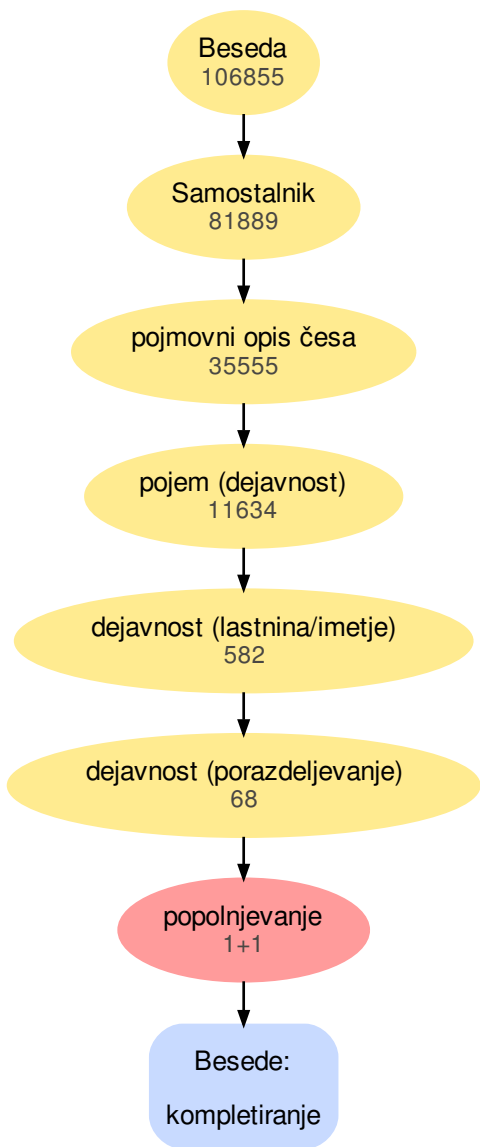 Beseda
106855
Samostalnik
81889
pojmovni opis česa
35555
pojem (dejavnost)
11634
dejavnost (lastnina/imetje)
582
dejavnost (porazdeljevanje)
68
popolnjevanje
1+1
Besede:
kompletiranje